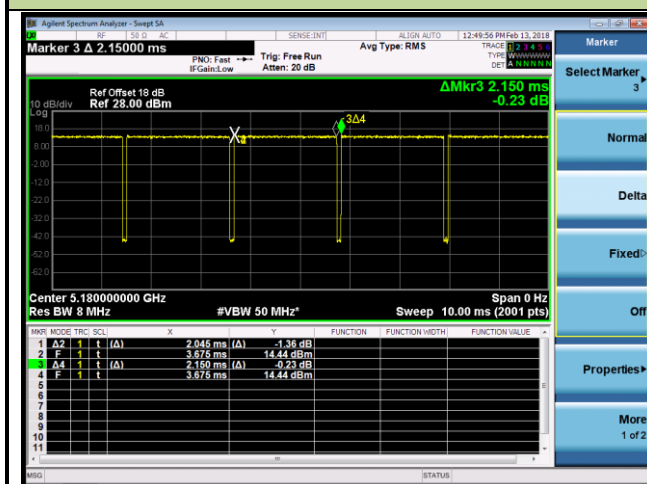 Agilent Spectrum Analyzer - Swept SA
RF 50 Ω AC SENSE:INT ALIGN AUTO 12:49:56 PM Feb 13, 2018
Marker 3 Δ 2.15000 ms
PNO: Fast Trig: Free Run Avg Type: RMS TRACE 1 2 3 4 5 6
IFGain:Low Atten: 20 dB TYPE WWWWWW
DET A N N N N N
Ref Offset 18 dB ΔMkr3 2.150 ms
10 dB/div Ref 28.00 dBm -0.23 dB
Log
18.0
8.00
-2.00
-12.0
-22.0
-32.0
-42.0
-52.0
-62.0
3Δ4
Center 5.180000000 GHz Span 0 Hz
Res BW 8 MHz #VBW 50 MHz* Sweep 10.00 ms (2001 pts)
MKR MODE TRC SCL X Y FUNCTION FUNCTION WIDTH FUNCTION VALUE
1 Δ2 1 t (Δ) 2.045 ms (Δ) -1.36 dB
2 F 1 t 3.675 ms 14.44 dBm
3 Δ4 1 t (Δ) 2.150 ms (Δ) -0.23 dB
4 F 1 t 3.675 ms 14.44 dBm
5
6
7
8
9
10
11
MSG STATUS
Marker
Select Marker
3
Normal
Delta
Fixed
Off
Properties
More
1 of 2